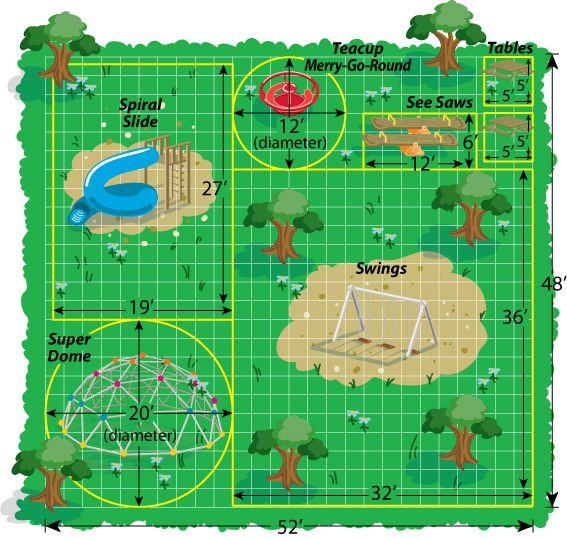 Teacup
Merry-Go-Round
Tables
5’
5’
Spiral
Slide
See Saws
12’
(diameter)
6’
12’
5’
5’
27’
19’
Swings
36’
48’
Super
Dome
20’
(diameter)
32’
52’